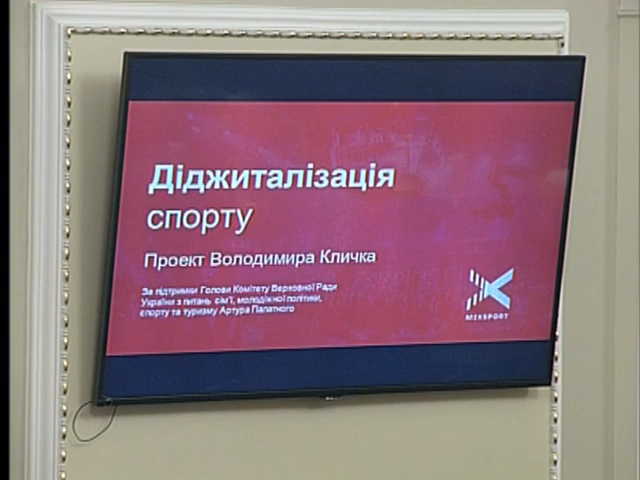 Діджиталізація
спорту
Проект Володимира Кличка
За підтримки Голови Комітету Верховної Ради
України з питань сім'ї, молодіжної політики,
спорту та туризму Артура Палатного
MIXSPORT